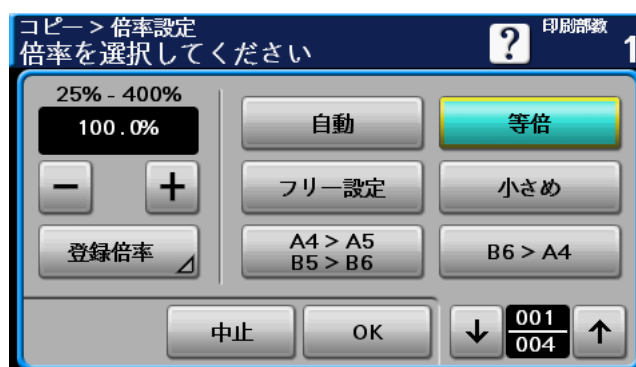 コピー > 倍率設定
倍率を選択してください
?
印刷部数
1
25% - 400%
100.0%
自動
等倍
− +
フリー設定
小さめ
登録倍率
A4 > A5
B5 > B6
B6 > A4
中止
OK
↓
001
004
↑